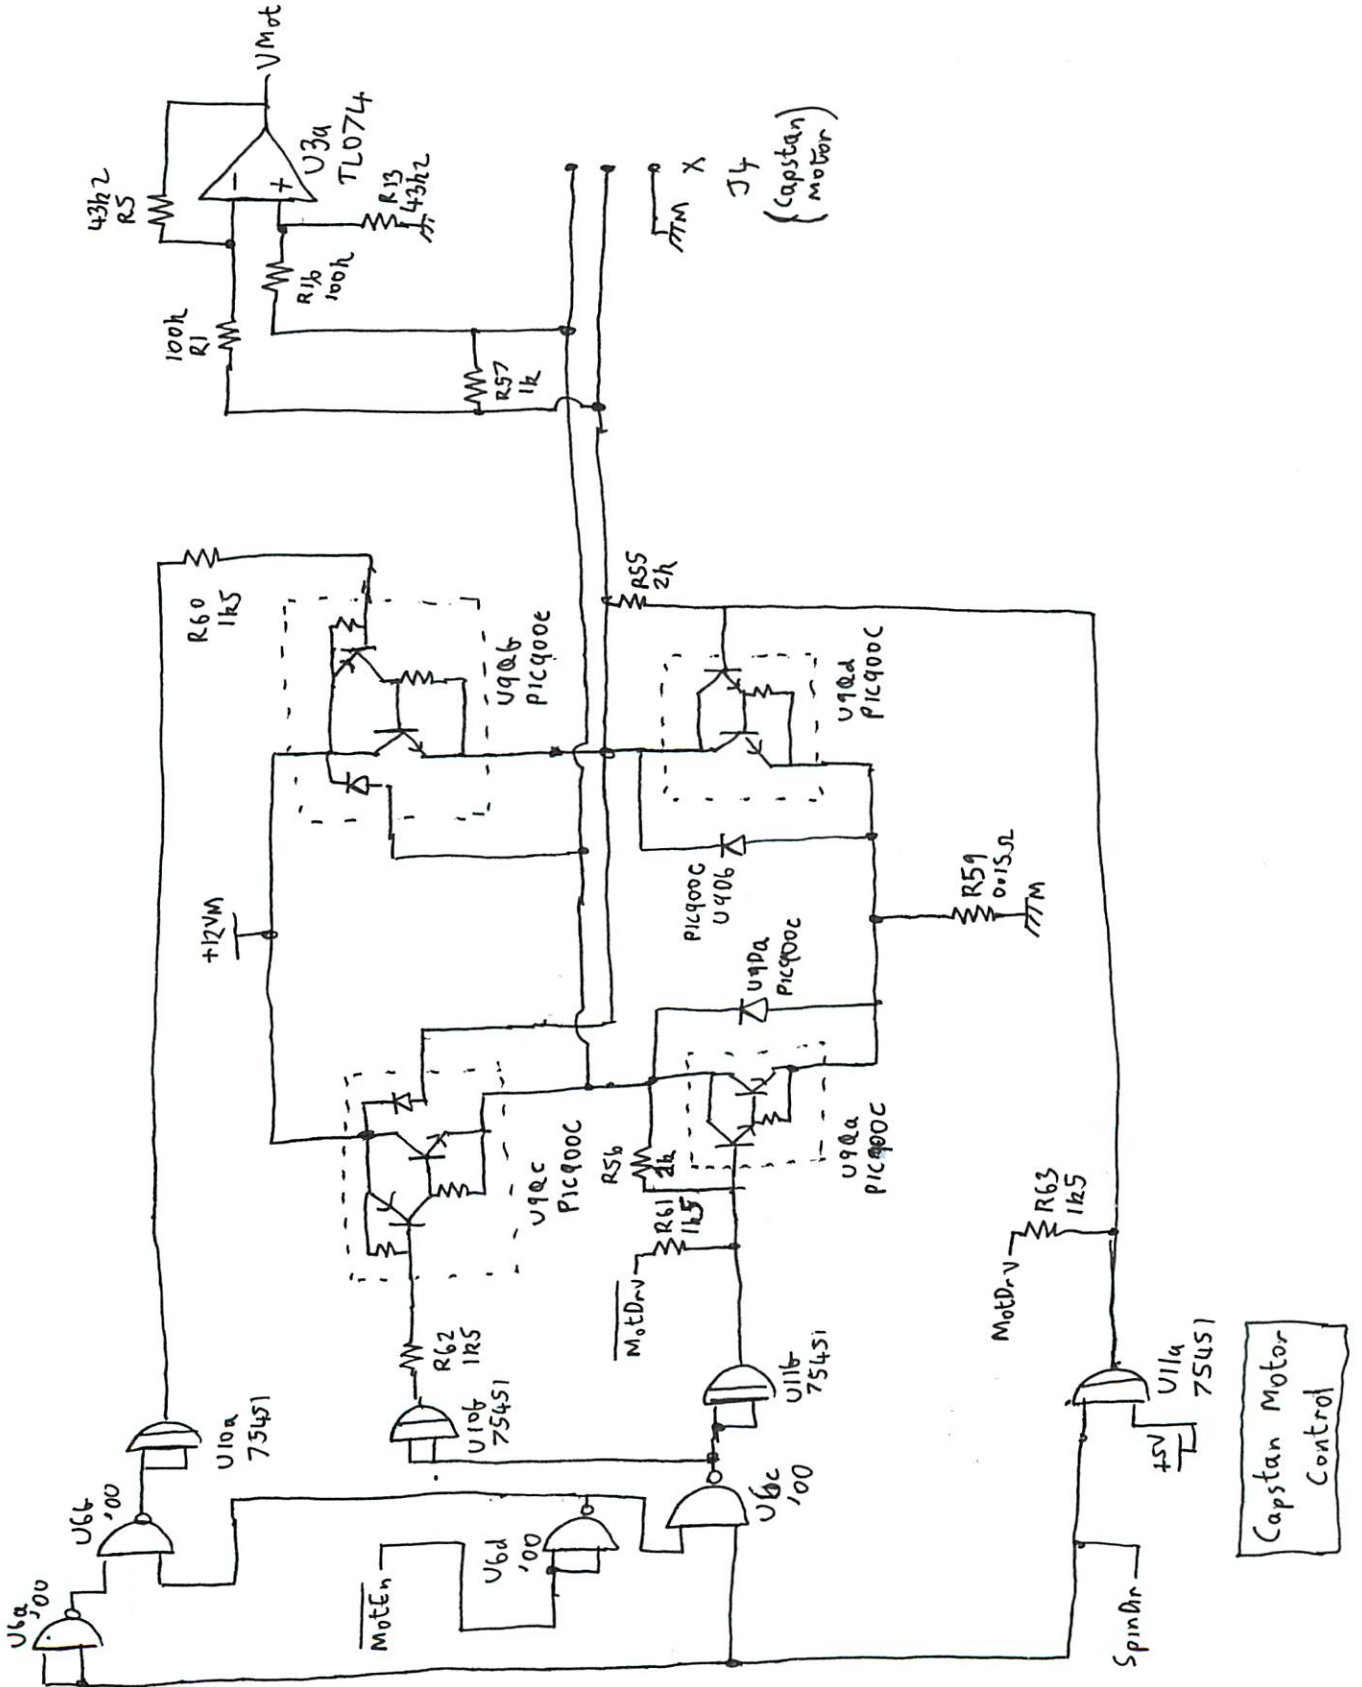 U6a
'00
U6b
'00
U10a
75451
R60
1k5
100k
R1
43k2
R5
VMot
U3a
TL074
R16
100k
R13
43k2
+12VM
MotEn
U6d
'00
U10b
75451
R62
1k5
U9Qc
PIC900C
U9Qb
PIC900C
R57
1k
U6c
'00
U11b
75451
MotDrv
R61
1k5
R56
2k
U9Qa
PIC900C
U9Da
PIC900C
PIC900C
U9Db
R55
2k
U9Qd
PIC900C
M
X
J4
(Capstan
Motor)
R59
0.015Ω
M
SpinDir
+5V
U11a
75451
MotDrv
R63
1k5
Capstan Motor
Control